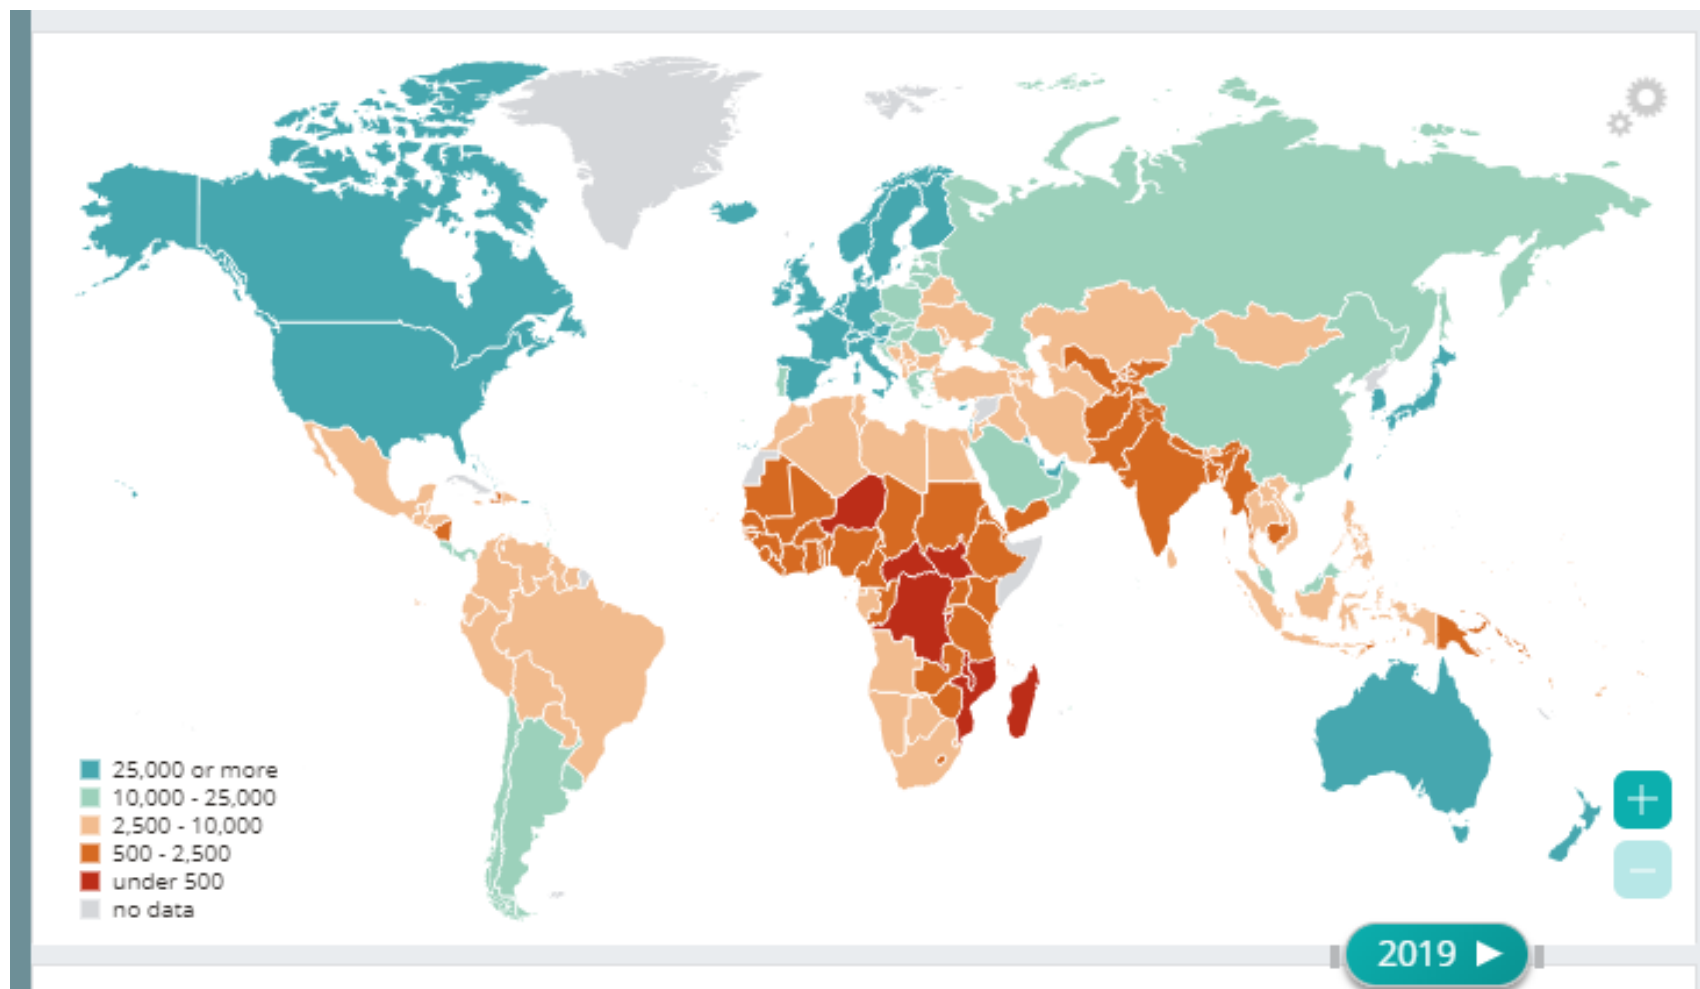 25,000 or more
10,000 - 25,000
2,500 - 10,000
500 - 2,500
under 500
no data
2019